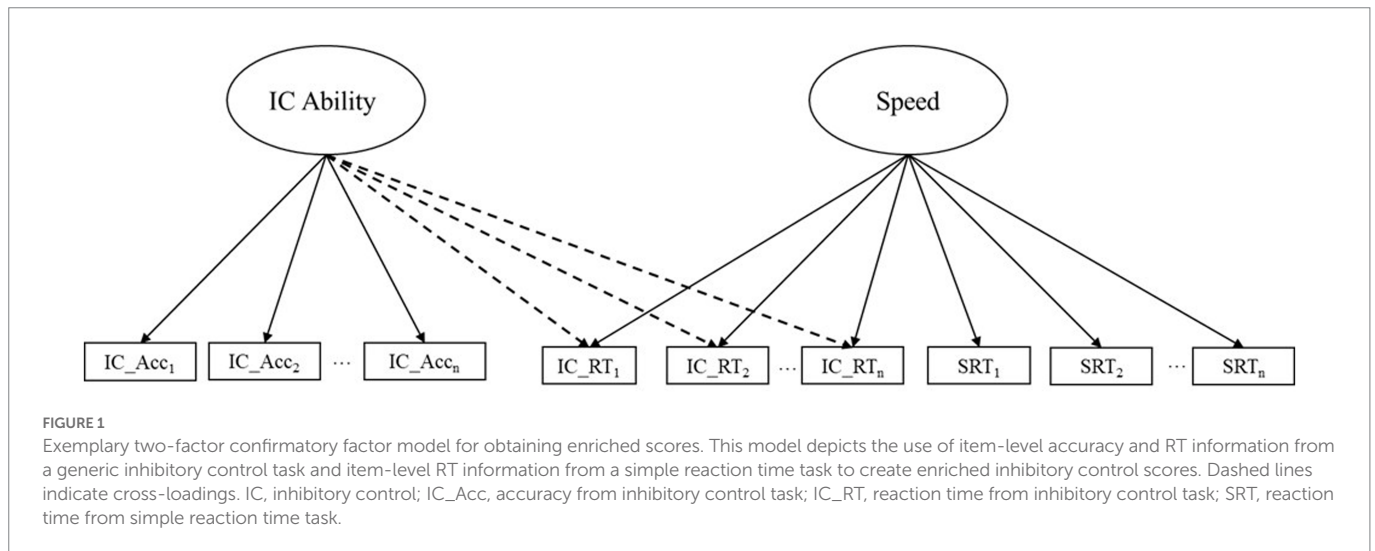 IC Ability Speed
IC_Acc₁ IC_Acc₂ ... IC_Accₙ IC_RT₁ IC_RT₂ ... IC_RTₙ SRT₁ SRT₂ ... SRTₙ
FIGURE 1
Exemplary two-factor confirmatory factor model for obtaining enriched scores. This model depicts the use of item-level accuracy and RT information from
a generic inhibitory control task and item-level RT information from a simple reaction time task to create enriched inhibitory control scores. Dashed lines
indicate cross-loadings. IC, inhibitory control; IC_Acc, accuracy from inhibitory control task; IC_RT, reaction time from inhibitory control task; SRT, reaction
time from simple reaction time task.